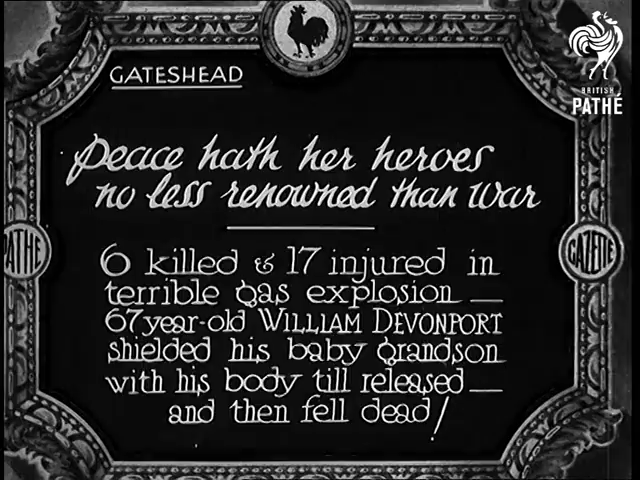 GATESHEAD
BRITISH
PATHÉ
Peace hath her heroes
no less renowned than war
PATHE
GAZETTE
6 killed & 17 injured in
terrible gas explosion —
67 year-old WILLIAM DEVONPORT
shielded his baby grandson
with his body till released —
and then fell dead!